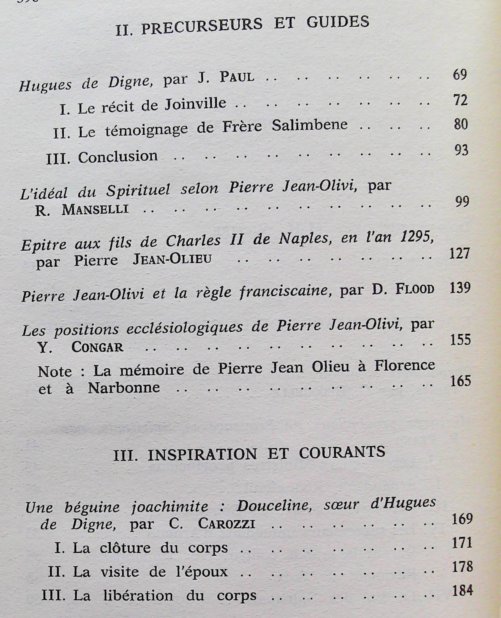 II. PRECURSEURS ET GUIDES
Hugues de Digne, par J. PAUL .. .. .. .. .. .. 69
I. Le récit de Joinville .. .. .. .. .. .. .. 72
II. Le témoignage de Frère Salimbene .. .. .. 80
III. Conclusion .. .. .. .. .. .. .. .. .. 93
L'idéal du Spirituel selon Pierre Jean-Olivi, par
R. MANSELLI .. .. .. .. .. .. .. .. .. .. 99
Epitre aux fils de Charles II de Naples, en l'an 1295,
par Pierre JEAN-OLIEU .. .. .. .. .. .. .. 127
Pierre Jean-Olivi et la règle franciscaine, par D. FLOOD 139
Les positions ecclésiologiques de Pierre Jean-Olivi, par
Y. CONGAR .. .. .. .. .. .. .. .. .. .. 155
Note : La mémoire de Pierre Jean Olieu à Florence
et à Narbonne .. .. .. .. .. .. .. .. .. 165
III. INSPIRATION ET COURANTS
Une béguine joachimite : Douceline, sœur d'Hugues
de Digne, par C. CAROZZI .. .. .. .. .. .. 169
I. La clôture du corps .. .. .. .. .. .. .. 171
II. La visite de l'époux .. .. .. .. .. .. .. 178
III. La libération du corps .. .. .. .. .. .. 184